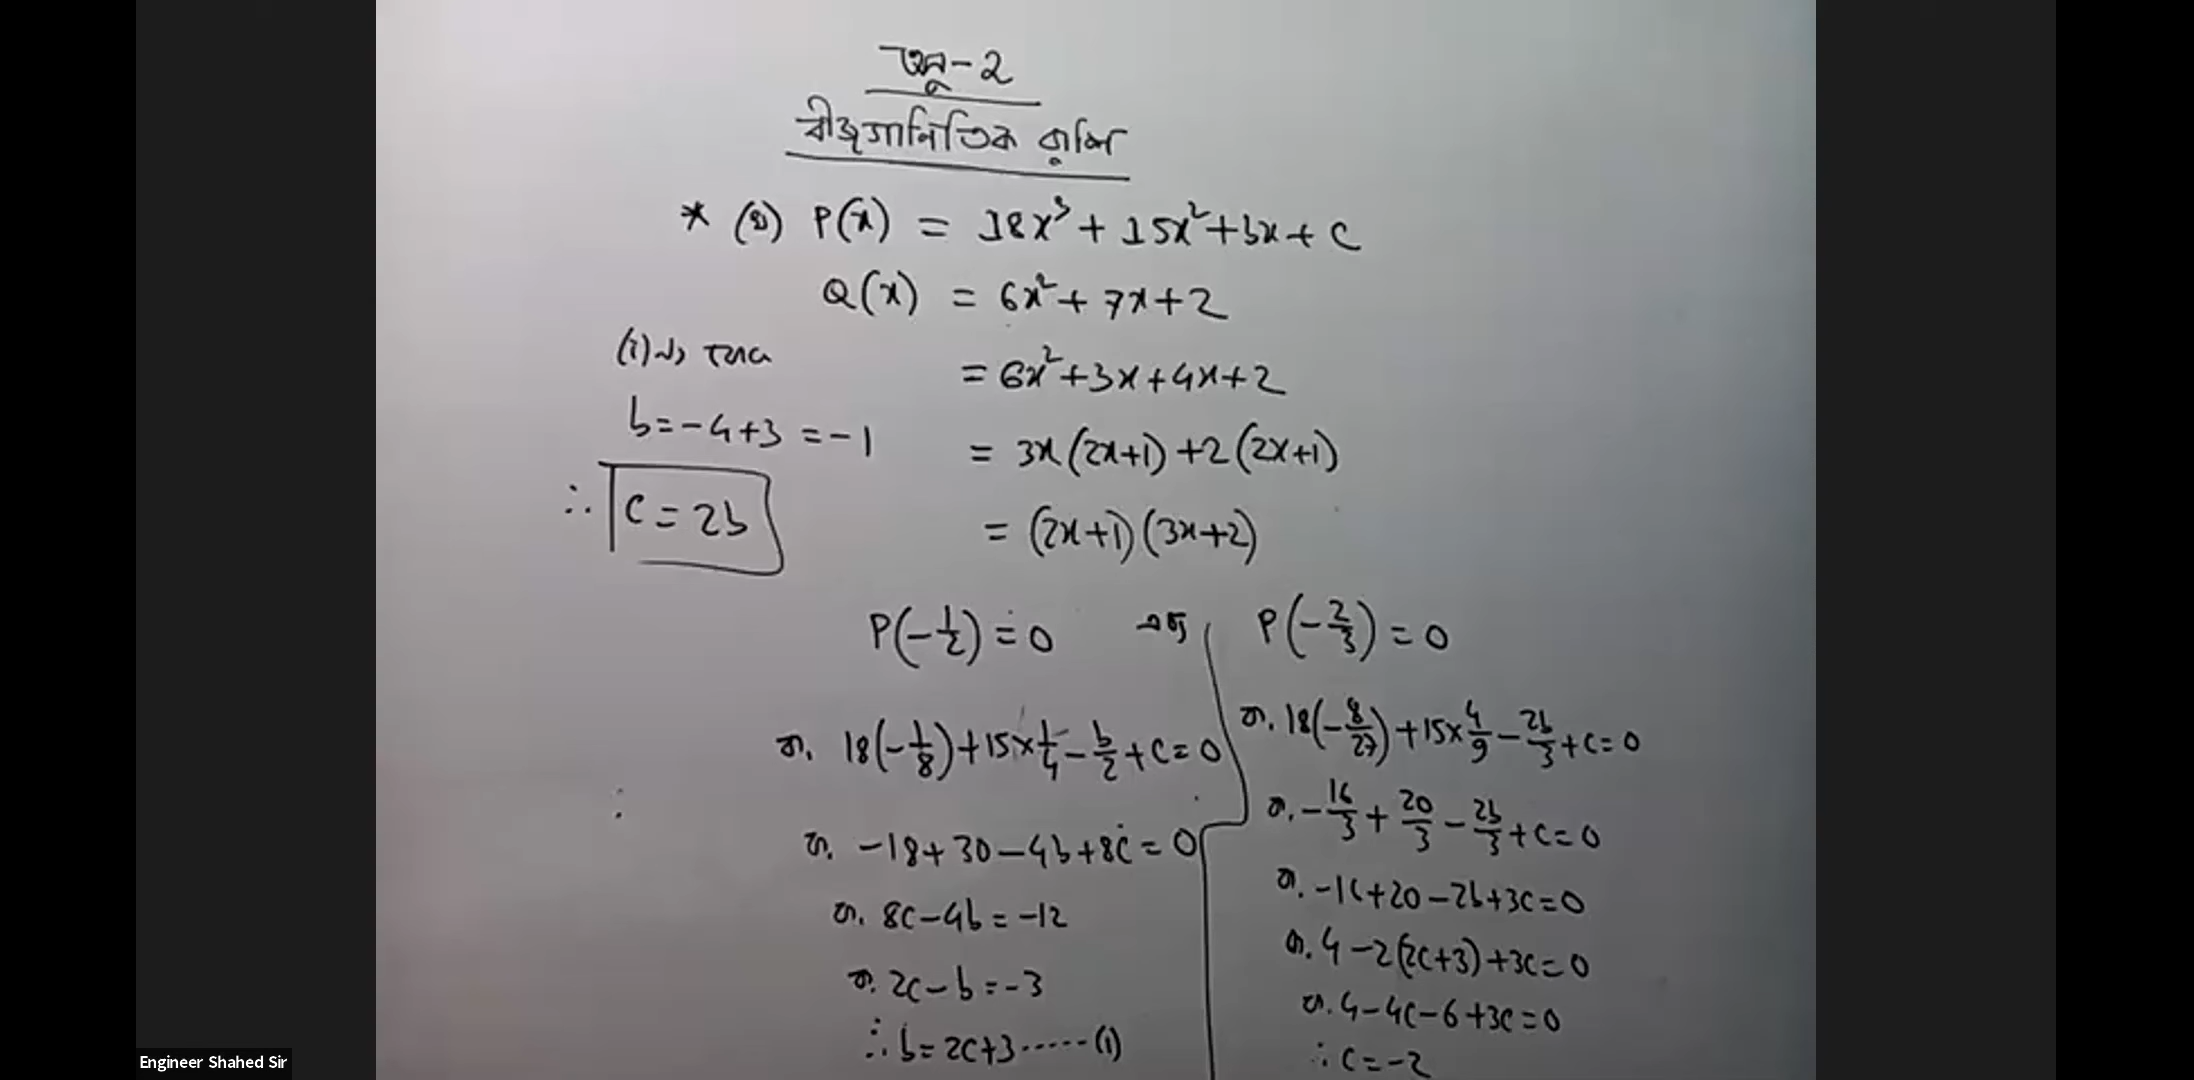 অনু-2
বীজগানিতিক রাশি
* (8) P(x) = 18x³ + 15x² + bx + c
Q(x) = 6x² + 7x + 2
= 6x² + 3x + 4x + 2
= 3x(2x+1) + 2(2x+1)
= (2x+1)(3x+2)
(i) নং থেকে
b = -4+3 = -1
∴ c = 2b
P(-1/2) = 0 এবং
বা, 18(-1/8) + 15×1/4 - b/2 + c = 0
বা, -18 + 30 - 4b + 8c = 0
বা, 8c - 4b = -12
বা, 2c - b = -3
∴ b = 2c+3 ...... (i)
P(-2/3) = 0
বা, 18(-8/27) + 15×4/9 - 2b/3 + c = 0
বা, -16/3 + 20/3 - 2b/3 + c = 0
বা, -16 + 20 - 2b + 3c = 0
বা, 4 - 2(2c+3) + 3c = 0
বা, 4 - 4c - 6 + 3c = 0
∴ c = -2
Engineer Shahed Sir